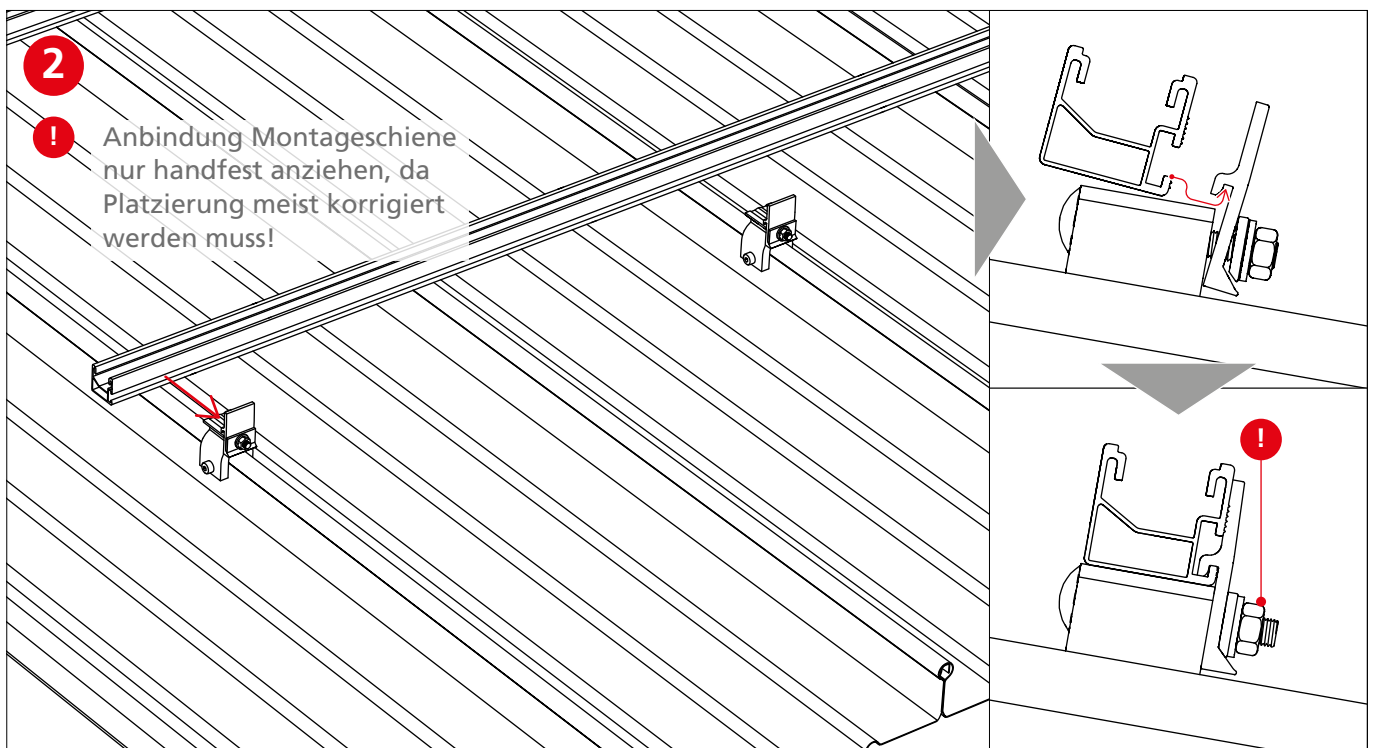 2
! Anbindung Montageschiene
nur handfest anziehen, da
Platzierung meist korrigiert
werden muss!
!